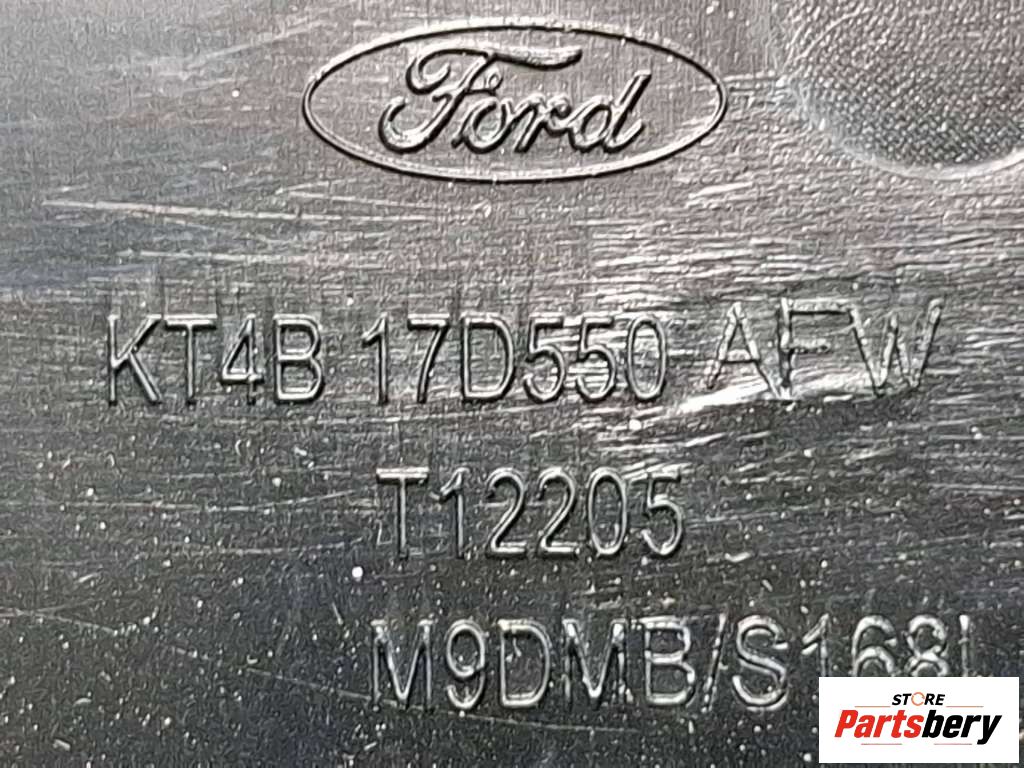 Ford
KT4B 17D550 AFW
T12205
M9DMB/S168L
STORE
Partsbery